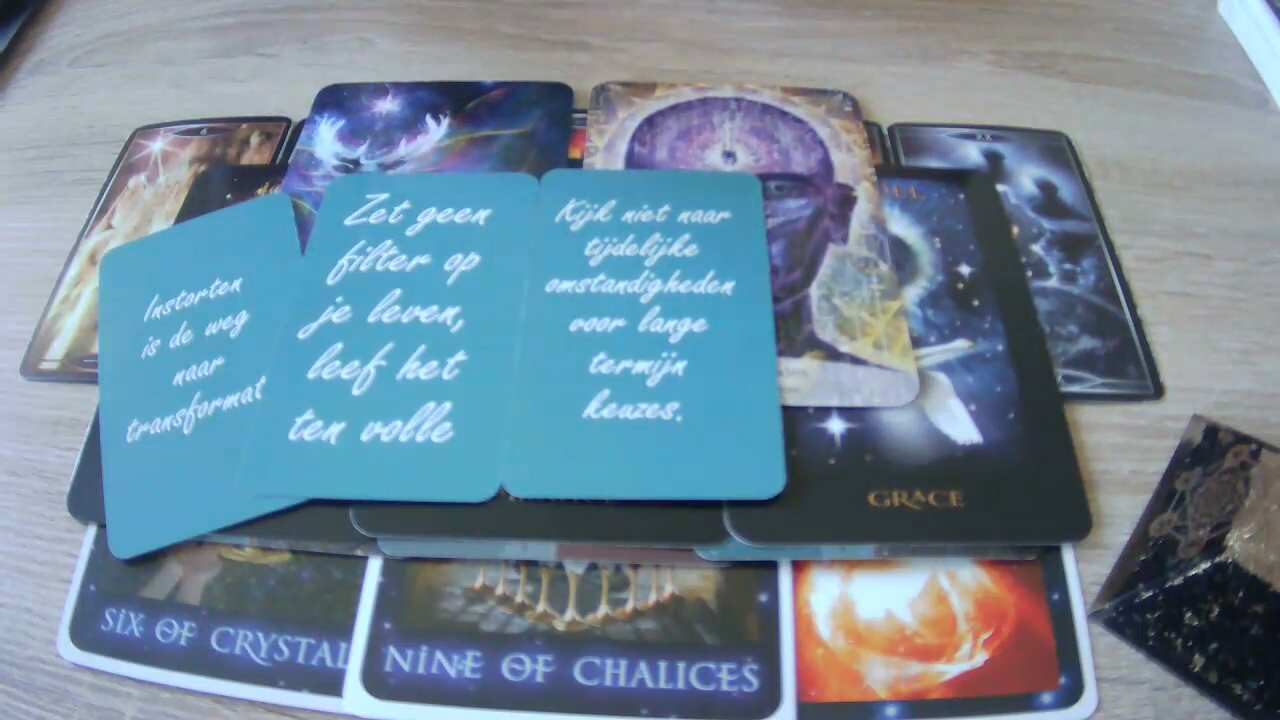 Instorten
is de weg
naar
transformat
Zet geen
filter op
je leven,
leef het
ten volle
Kijk niet naar
tijdelijke
omstandigheden
voor lange
termijn
keuzes.
GRACE
SIX OF CRYSTAL
NINE OF CHALICES